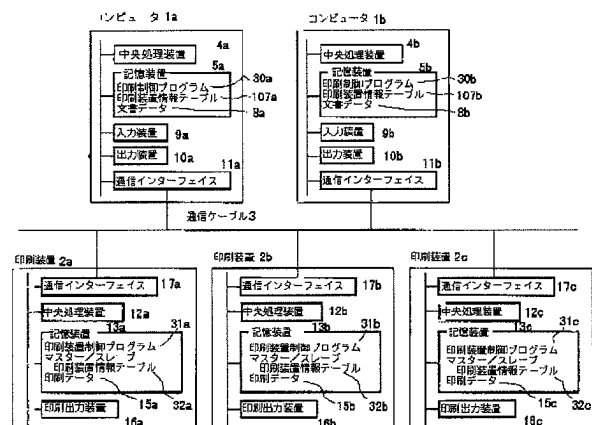 コンピュータ 1a
コンピュータ 1b
中央処理装置 4a
中央処理装置 4b
5a
5b
記憶装置
印刷制御プログラム 30a
印刷装置情報テーブル 107a
文書データ 8a
記憶装置
印刷制御プログラム 30b
印刷装置情報テーブル 107b
文書データ 8b
入力装置 9a
入力装置 9b
出力装置 10a
出力装置 10b
11a
11b
通信インターフェイス
通信インターフェイス
通信ケーブル3
印刷装置 2a
印刷装置 2b
印刷装置 2c
通信インターフェイス 17a
通信インターフェイス 17b
通信インターフェイス 17c
中央処理装置 12a
中央処理装置 12b
中央処理装置 12c
記憶装置 13a 31a
印刷装置制御プログラム
マスター/スレーブ
印刷装置情報テーブル
印刷データ
15a 32a
記憶装置 13b 31b
印刷装置制御プログラム
マスター/スレーブ
印刷装置情報テーブル
印刷データ
15b 32b
記憶装置 13c 31c
印刷装置制御プログラム
マスター/スレーブ
印刷装置情報テーブル
印刷データ
15c 32c
印刷出力装置
印刷出力装置
印刷出力装置
16a
16b
16c